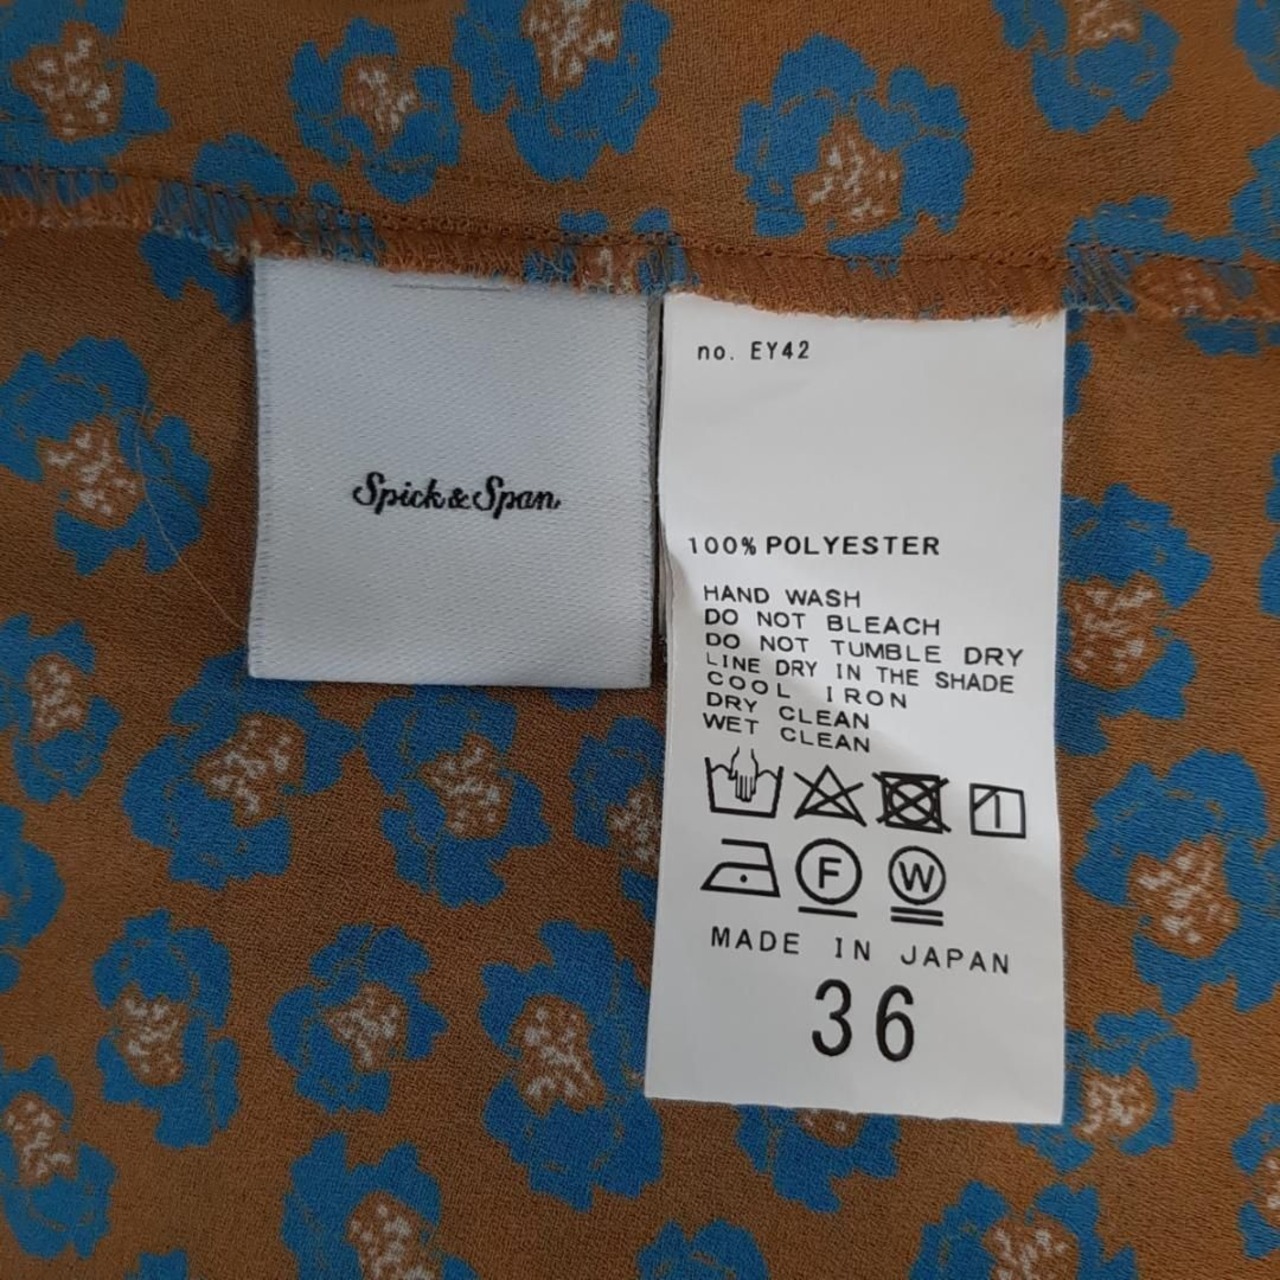 Spick & Span
no. EY42
100% POLYESTER
HAND WASH
DO NOT BLEACH
DO NOT TUMBLE DRY
LINE DRY IN THE SHADE
COOL IRON
DRY CLEAN
WET CLEAN
F W
MADE IN JAPAN
36